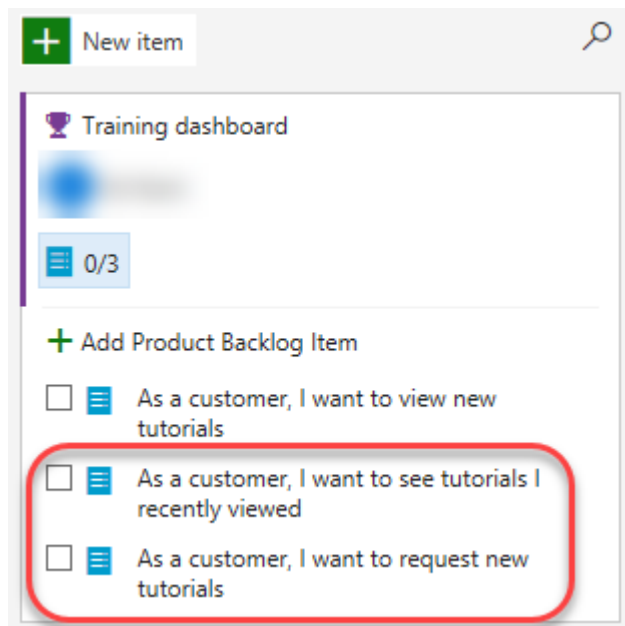 New item
Training dashboard
0/3
Add Product Backlog Item
As a customer, I want to view new
tutorials
As a customer, I want to see tutorials I
recently viewed
As a customer, I want to request new
tutorials